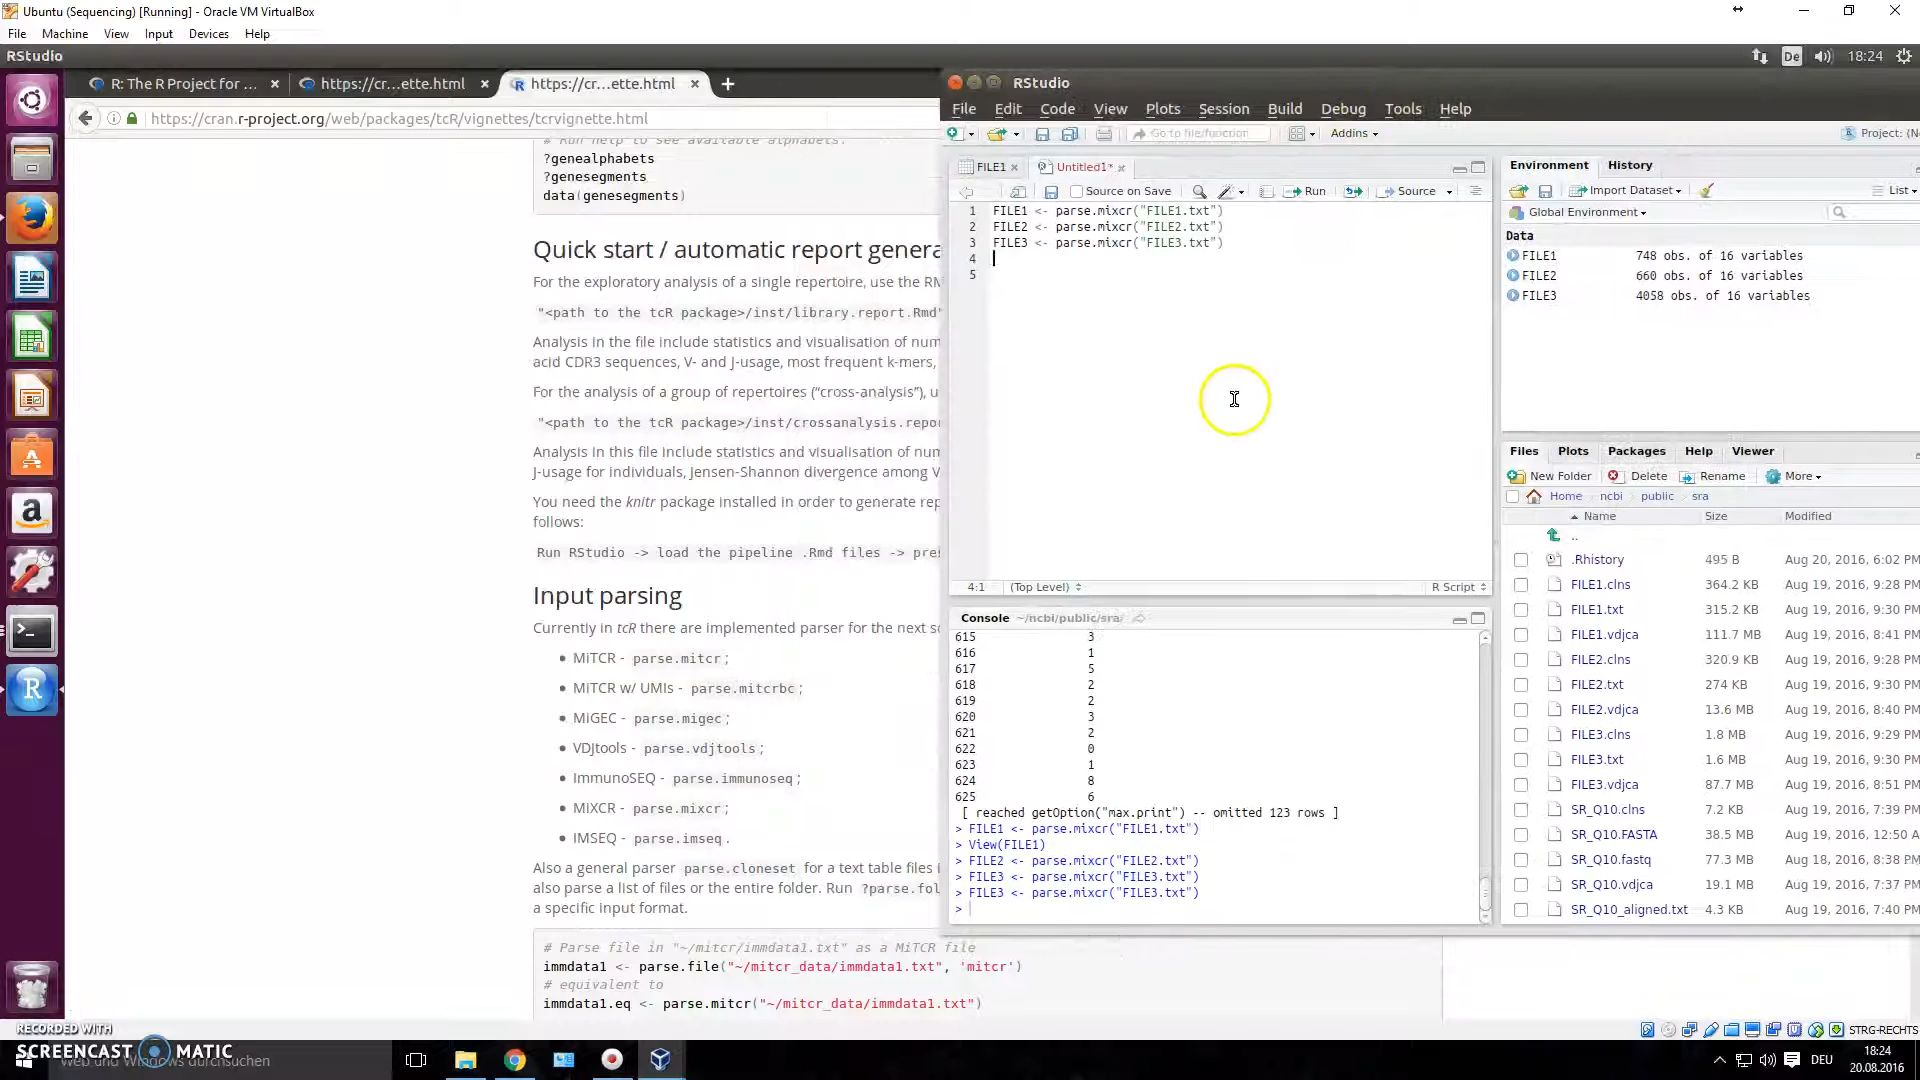 Ubuntu (Sequencing) [Running] - Oracle VM VirtualBox
File Machine View Input Devices Help
RStudio
De 18:24
R: The R Project for ...
https://cr...ette.html
https://cr...ette.html
https://cran.r-project.org/web/packages/tcR/vignettes/tcrvignette.html
# Run help to see available alphabets.
?genealphabets
?genesegments
data(genesegments)
Quick start / automatic report genera
For the exploratory analysis of a single repertoire, use the RM
"<path to the tcR package>/inst/library.report.Rmd"
Analysis in the file include statistics and visualisation of num
acid CDR3 sequences, V- and J-usage, most frequent k-mers,
For the analysis of a group of repertoires (“cross-analysis”), u
"<path to the tcR package>/inst/crossanalysis.repor
Analysis in this file include statistics and visualisation of num
J-usage for individuals, Jensen-Shannon divergence among V
You need the knitr package installed in order to generate rep
follows:
Run RStudio -> load the pipeline .Rmd files -> pres
Input parsing
Currently in tcR there are implemented parser for the next so
• MiTCR - parse.mitcr;
• MiTCR w/ UMIs - parse.mitcrbc;
• MiGEC - parse.migec;
• VDJtools - parse.vdjtools;
• ImmunoSEQ - parse.immunoseq;
• MiXCR - parse.mixcr;
• IMSEQ - parse.imseq.
Also a general parser parse.cloneset for a text table files i
also parse a list of files or the entire folder. Run ?parse.fol
a specific input format.
# Parse file in "~/mitcr/immdata1.txt" as a MiTCR file
immdata1 <- parse.file("~/mitcr_data/immdata1.txt", 'mitcr')
# equivalent to
immdata1.eq <- parse.mitcr("~/mitcr_data/immdata1.txt")
RStudio
File Edit Code View Plots Session Build Debug Tools Help
Go to file/function Addins Project: (N
FILE1 Untitled1*
Source on Save Run Source
1 FILE1 <- parse.mixcr("FILE1.txt")
2 FILE2 <- parse.mixcr("FILE2.txt")
3 FILE3 <- parse.mixcr("FILE3.txt")
4
5
4:1 (Top Level) R Script
Console ~/ncbi/public/sra/
615 3
616 1
617 5
618 2
619 2
620 3
621 2
622 0
623 1
624 8
625 6
[ reached getOption("max.print") -- omitted 123 rows ]
> FILE1 <- parse.mixcr("FILE1.txt")
> View(FILE1)
> FILE2 <- parse.mixcr("FILE2.txt")
> FILE3 <- parse.mixcr("FILE3.txt")
> FILE3 <- parse.mixcr("FILE3.txt")
>
Environment History
Import Dataset List
Global Environment
Data
FILE1 748 obs. of 16 variables
FILE2 660 obs. of 16 variables
FILE3 4058 obs. of 16 variables
Files Plots Packages Help Viewer
New Folder Delete Rename More
Home ncbi public sra
Name Size Modified
..
.Rhistory 495 B Aug 20, 2016, 6:02 PM
FILE1.clns 364.2 KB Aug 19, 2016, 9:28 PM
FILE1.txt 315.2 KB Aug 19, 2016, 9:30 PM
FILE1.vdjca 111.7 MB Aug 19, 2016, 8:41 PM
FILE2.clns 320.9 KB Aug 19, 2016, 9:28 PM
FILE2.txt 274 KB Aug 19, 2016, 9:30 PM
FILE2.vdjca 13.6 MB Aug 19, 2016, 8:40 PM
FILE3.clns 1.8 MB Aug 19, 2016, 9:29 PM
FILE3.txt 1.6 MB Aug 19, 2016, 9:30 PM
FILE3.vdjca 87.7 MB Aug 19, 2016, 8:51 PM
SR_Q10.clns 7.2 KB Aug 19, 2016, 7:39 PM
SR_Q10.FASTA 38.5 MB Aug 19, 2016, 12:50 A
SR_Q10.fastq 77.3 MB Aug 18, 2016, 8:38 PM
SR_Q10.vdjca 19.1 MB Aug 19, 2016, 7:37 PM
SR_Q10_aligned.txt 4.3 KB Aug 19, 2016, 7:40 PM
STRG-RECHTS
RECORDED WITH
SCREENCAST MATIC
Web und Windows durchsuchen
DEU
18:24
20.08.2016